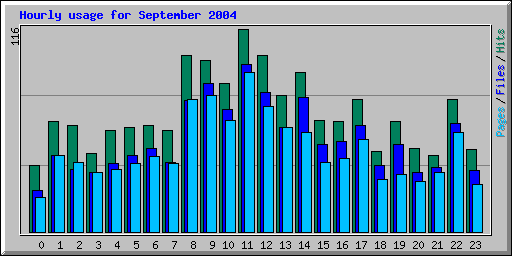 Hourly usage for September 2004
116
Pages / Files / Hits
0 1 2 3 4 5 6 7 8 9 10 11 12 13 14 15 16 17 18 19 20 21 22 23